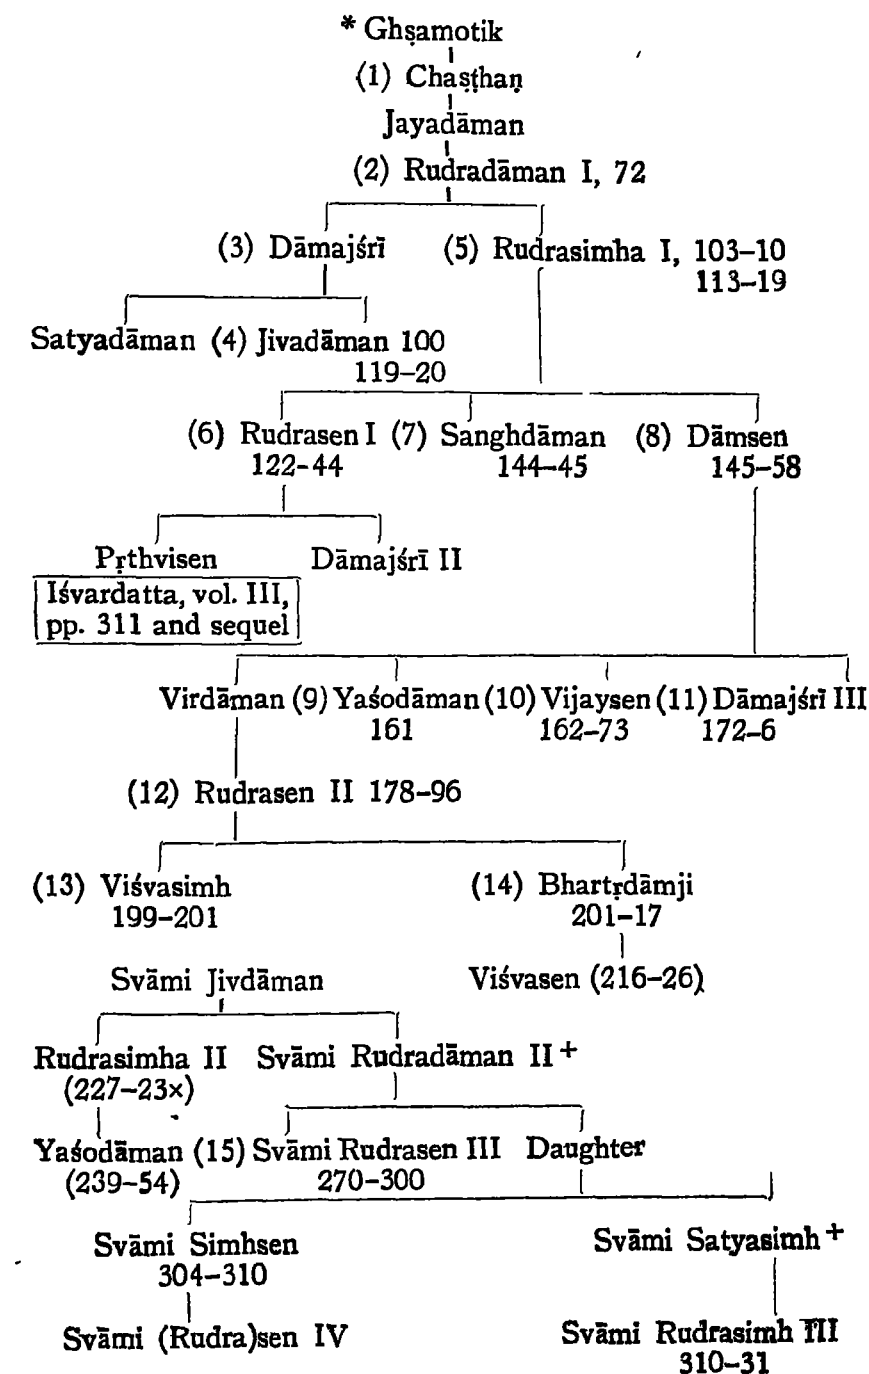 * Ghṣamotik
(1) Chaṣṭhaṇ
Jayadāman
(2) Rudradāman I, 72
(3) Dāmajśrī (5) Rudrasimha I, 103–10
113–19
Satyadāman (4) Jivadāman 100
119–20
(6) Rudrasen I (7) Sanghdāman (8) Dāmsen
122-44 144–45 145–58
Pṛthvisen Dāmajśrī II
Iśvardatta, vol. III,
pp. 311 and sequel
Virdāman (9) Yaśodāman (10) Vijaysen (11) Dāmajśrī III
161 162–73 172–6
(12) Rudrasen II 178–96
(13) Viśvasimh (14) Bhartṛdāmji
199–201 201–17
Svāmi Jivdāman Viśvasen (216–26)
Rudrasimha II Svāmi Rudradāman II +
(227–23×)
Yaśodāman (15) Svāmi Rudrasen III Daughter
(239–54) 270–300
Svāmi Simhsen Svāmi Satyasimh +
304–310
Svāmi (Rudra)sen IV Svāmi Rudrasimh III
310–31